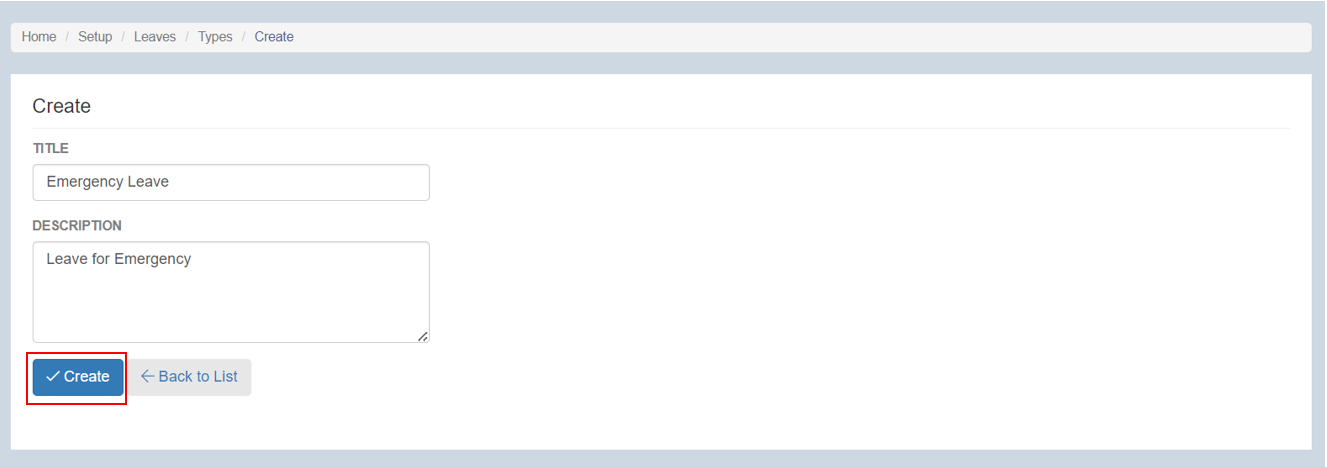 Home / Setup / Leaves / Types / Create
Create
TITLE
Emergency Leave
DESCRIPTION
Leave for Emergency
Create
Back to List